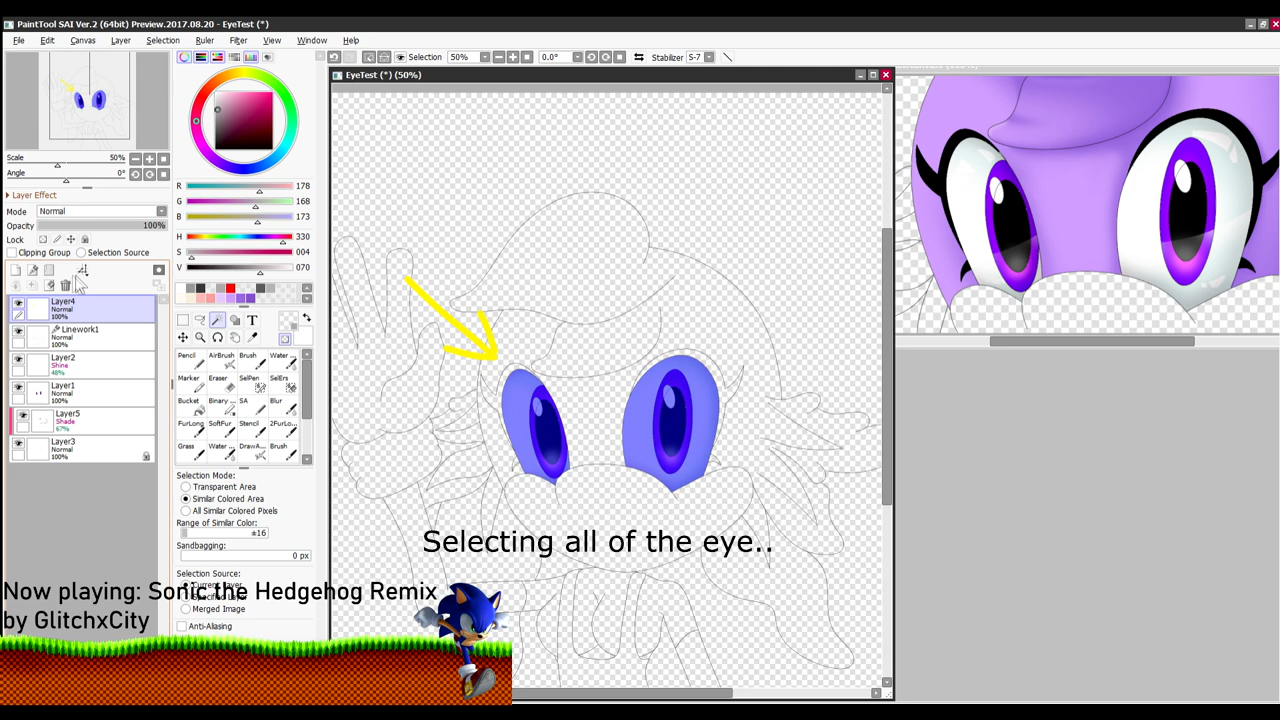 PaintTool SAI Ver.2 (64bit) Preview.2017.08.20 - EyeTest (*)
File Edit Canvas Layer Selection Ruler Filter View Window Help
Selection 50% 0.0° Stabilizer S-7
EyeTest (*) (50%)
Scale 50%
Angle 0°
Layer Effect
Mode Normal
Opacity 100%
Lock
Clipping Group Selection Source
Layer4
Normal
100%
Linework1
Normal
100%
Layer2
Shine
48%
Layer1
Normal
100%
Layer5
Shade
67%
Layer3
Normal
100%
R 178
G 168
B 173
H 330
S 004
V 070
T
Pencil AirBrush Brush Water ...
Marker Eraser SelPen SelErs
Bucket Binary ... SA Blur
FurLong SoftFur Stencil 2FurLo...
Grass Water ... DrawA... Brush
Selection Mode:
Transparent Area
Similar Colored Area
All Similar Colored Pixels
Range of Similar Color:
±16
Sandbagging:
0 px
Selection Source:
Merged Image
Anti-Aliasing
Selecting all of the eye..
Now playing: Sonic the Hedgehog Remix
by GlitchxCity